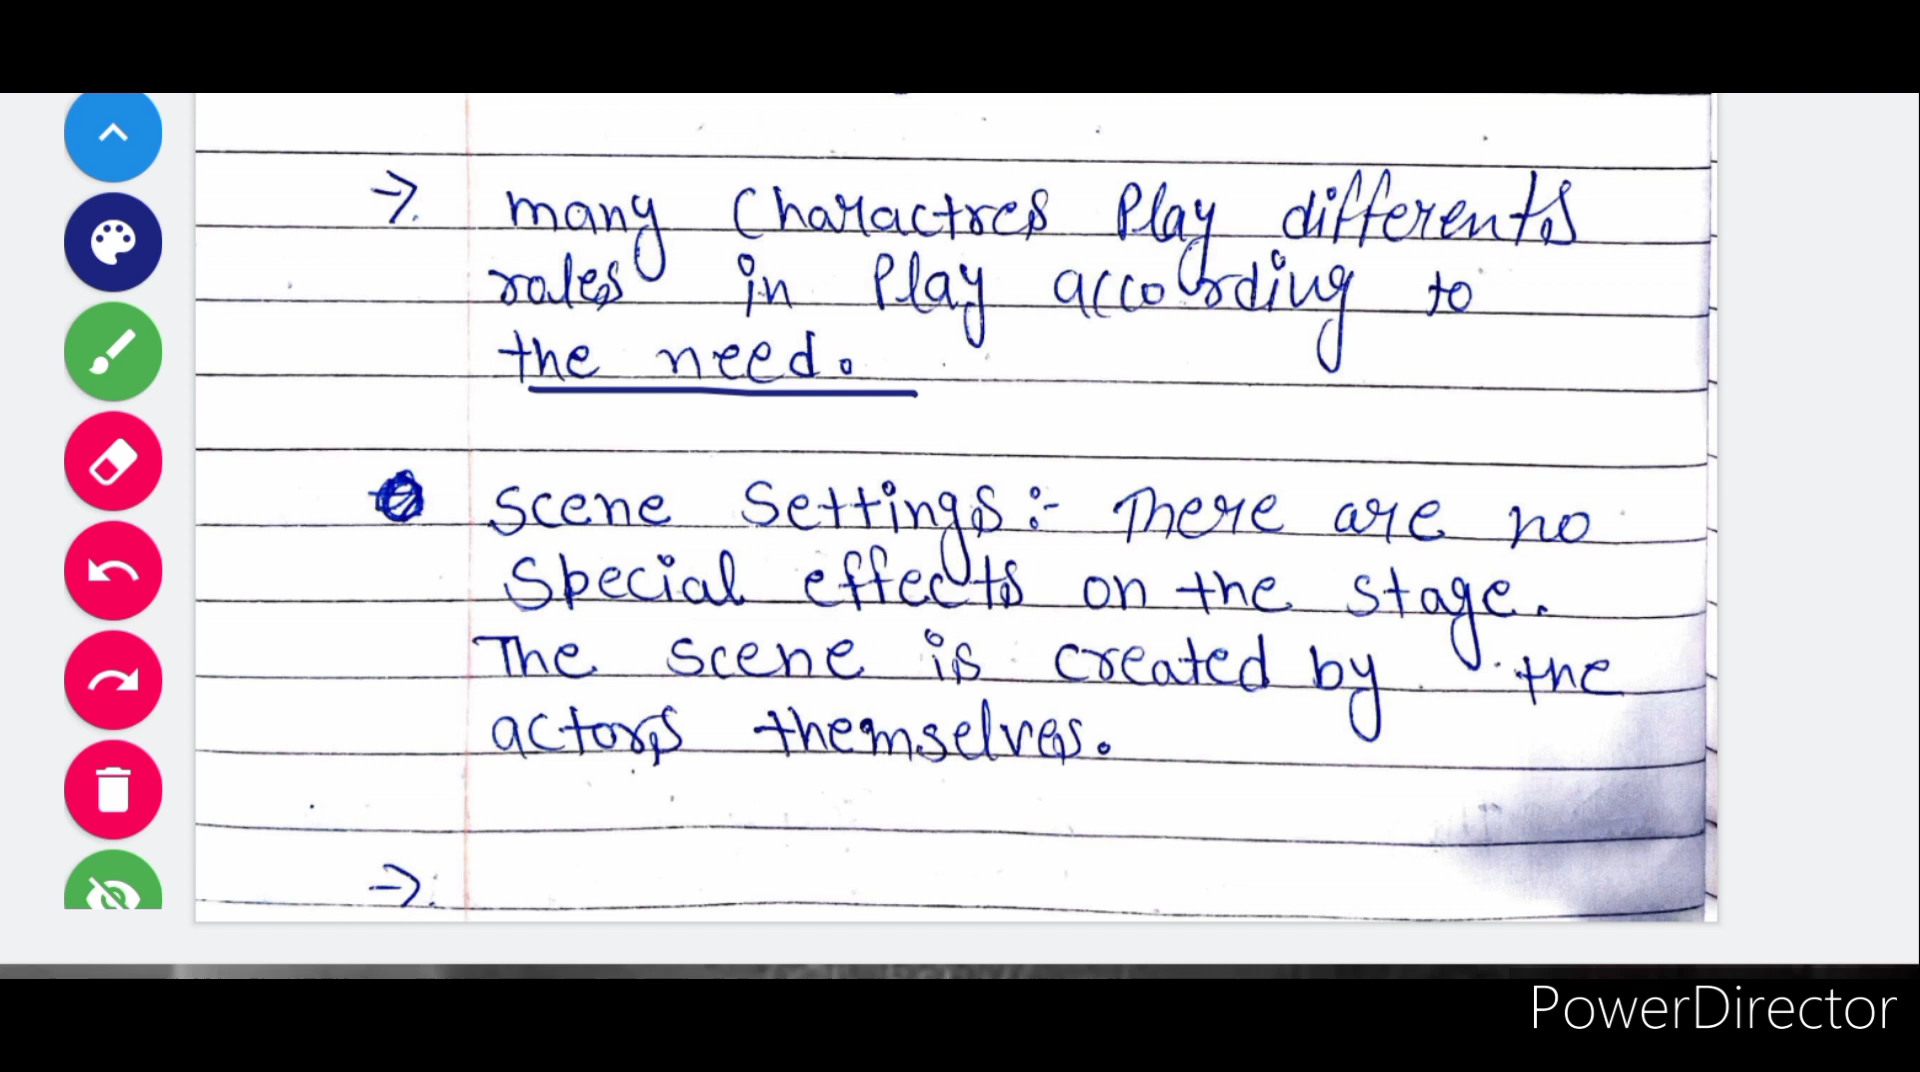 →. many Charactres Play differents
roles in Play according to
the need.
Scene Settings:- There are no
Special effects on the stage.
The scene is created by the
actors themselves.
→.
PowerDirector